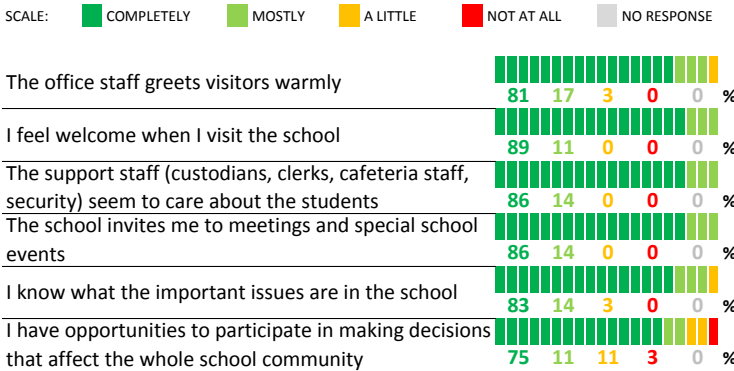 SCALE: COMPLETELY MOSTLY A LITTLE NOT AT ALL NO RESPONSE
The office staff greets visitors warmly
81 17 3 0 0 %
I feel welcome when I visit the school
89 11 0 0 0 %
The support staff (custodians, clerks, cafeteria staff,
security) seem to care about the students
86 14 0 0 0 %
The school invites me to meetings and special school
events
86 14 0 0 0 %
I know what the important issues are in the school
83 14 3 0 0 %
I have opportunities to participate in making decisions
that affect the whole school community
75 11 11 3 0 %